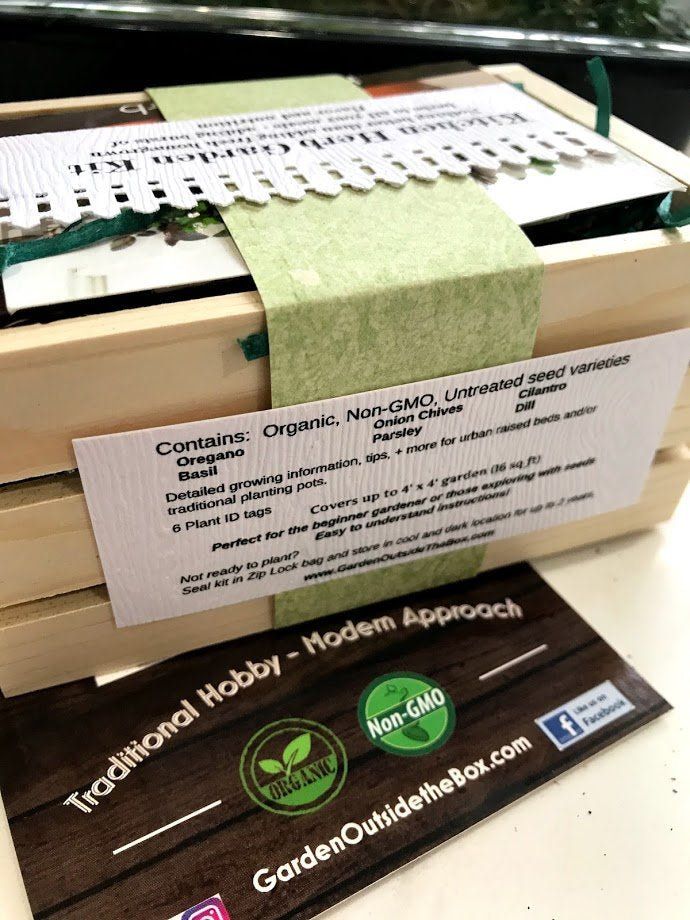 Kitchen Herb Garden Kit
Contains: Organic, Non-GMO, Untreated seed varieties
Oregano Onion Chives Cilantro
Basil Parsley Dill
Detailed growing information, tips, + more for urban raised beds and/or
traditional planting pots.
6 Plant ID tags Covers up to 4' x 4' garden (16 sq ft)
Perfect for the beginner gardener or those exploring with seeds
Easy to understand instructions!
Not ready to plant?
Seal kit in Zip Lock bag and store in cool and dark location for up to 2 years.
www.GardenOutsideTheBox.com
Traditional Hobby - Modern Approach
ORGANIC
Non-GMO
Like us on
Facebook
GardenOutsidetheBox.com